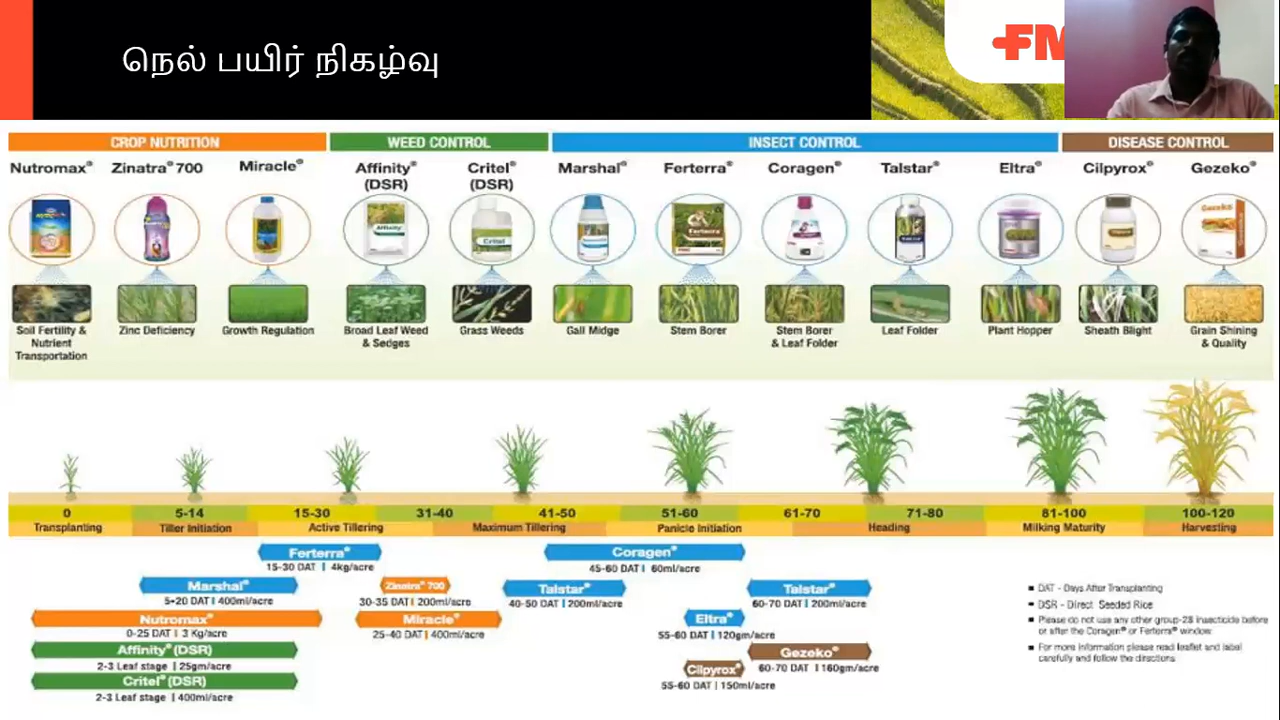 நெல் பயிர் நிகழ்வு
FM
CROP NUTRITION WEED CONTROL INSECT CONTROL DISEASE CONTROL
Nutromax® Zinatra® 700 Miracle® Affinity® (DSR) Critel® (DSR) Marshal® Ferterra® Coragen® Talstar® Eltra® Cilpyrox® Gezeko®
Affinity Critel Ferterra Gezeko
Soil Fertility & Nutrient Transportation
Zinc Deficiency
Growth Regulation
Broad Leaf Weed & Sedges
Grass Weeds
Gall Midge
Stem Borer
Stem Borer & Leaf Folder
Leaf Folder
Plant Hopper
Sheath Blight
Grain Shining & Quality
0 5-14 15-30 31-40 41-50 51-60 61-70 71-80 81-100 100-120
Transplanting Tiller Initiation Active Tillering Maximum Tillering Panicle Initiation Heading Milking Maturity Harvesting
Ferterra®
15-30 DAT | 4kg/acre
Coragen®
45-60 DAT | 60ml/acre
Marshal®
5-20 DAT | 400ml/acre
Zinatra® 700
30-35 DAT | 200ml/acre
Talstar®
40-50 DAT | 200ml/acre
Talstar®
60-70 DAT | 200ml/acre
Nutromax®
0-25 DAT | 3 Kg/acre
Miracle®
25-40 DAT | 400ml/acre
Eltra®
55-60 DAT | 120gm/acre
Affinity® (DSR)
2-3 Leaf stage | 25gm/acre
Gezeko®
60-70 DAT | 160gm/acre
Critel® (DSR)
2-3 Leaf stage | 400ml/acre
Cilpyrox®
55-60 DAT | 150ml/acre
■ DAT - Days After Transplanting
■ DSR - Direct Seeded Rice
■ Please do not use any other group-28 insecticide before
or after the Coragen® or Ferterra® window
■ For more information please read leaflet and label
carefully and follow the directions